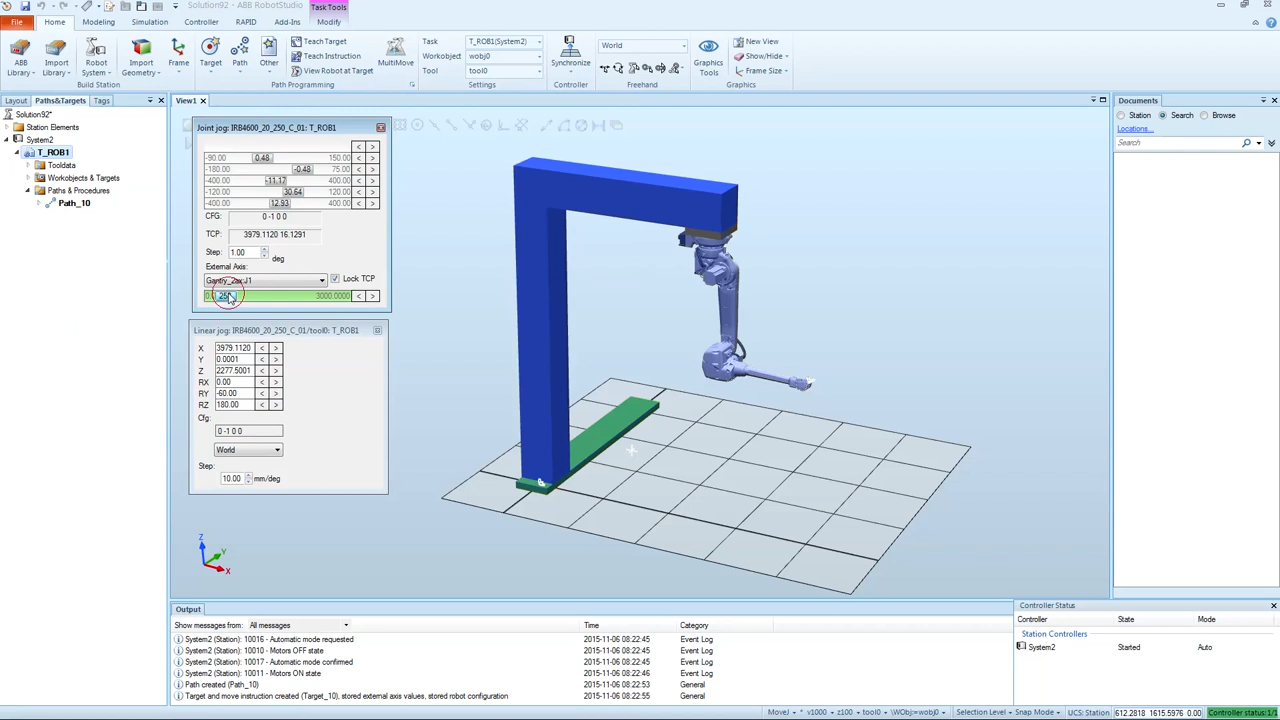 Solution92 - ABB RobotStudio
Task Tools
File
Home
Modeling
Simulation
Controller
RAPID
Add-Ins
Modify
ABB Library
Import Library
Robot System
Import Geometry
Frame
Build Station
Target
Path
Other
Teach Target
Teach Instruction
View Robot at Target
MultiMove
Path Programming
Task T_ROB1(System2)
Workobject wobj0
Tool tool0
Settings
Synchronize
Controller
World
Freehand
Graphics Tools
New View
Show/Hide
Frame Size
Graphics
Layout
Paths&Targets
Tags
Solution92*
Station Elements
System2
T_ROB1
Tooldata
Workobjects & Targets
Paths & Procedures
Path_10
View1
Joint jog: IRB4600_20_250_C_01: T_ROB1
< >
-90.00 0.48 150.00 < >
-180.00 -0.48 75.00 < >
-400.00 -11.17 400.00 < >
-120.00 30.64 120.00 < >
-400.00 12.93 400.00 < >
CFG: 0 -1 0 0
TCP: 3979.1120 16.1291
Step: 1.00 deg
External Axis:
Gantry_2ax:J1
Lock TCP
3000.0000 < >
Linear jog: IRB4600_20_250_C_01/tool0: T_ROB1
X 3979.1120 < >
Y 0.0001 < >
Z 2277.5001 < >
RX 0.00 < >
RY -60.00 < >
RZ 180.00 < >
Cfg:
0 -1 0 0
World
Step:
10.00 mm/deg
Z
Y
X
Documents
Station
Search
Browse
Locations...
Search
Output
Show messages from: All messages
Time
Category
System2 (Station): 10016 - Automatic mode requested 2015-11-06 08:22:45 Event Log
System2 (Station): 10010 - Motors OFF state 2015-11-06 08:22:45 Event Log
System2 (Station): 10017 - Automatic mode confirmed 2015-11-06 08:22:45 Event Log
System2 (Station): 10011 - Motors ON state 2015-11-06 08:22:46 Event Log
Path created (Path_10) 2015-11-06 08:22:53 General
Target and move instruction created (Target_10), stored external axis values, stored robot configuration 2015-11-06 08:22:55 General
Controller Status
Controller State Mode
Station Controllers
System2 Started Auto
MoveJ * v1000 z100 tool0 \WObj:=wobj0
Selection Level
Snap Mode
UCS: Station
612.2818 1615.5976 0.00
Controller status: 1/1